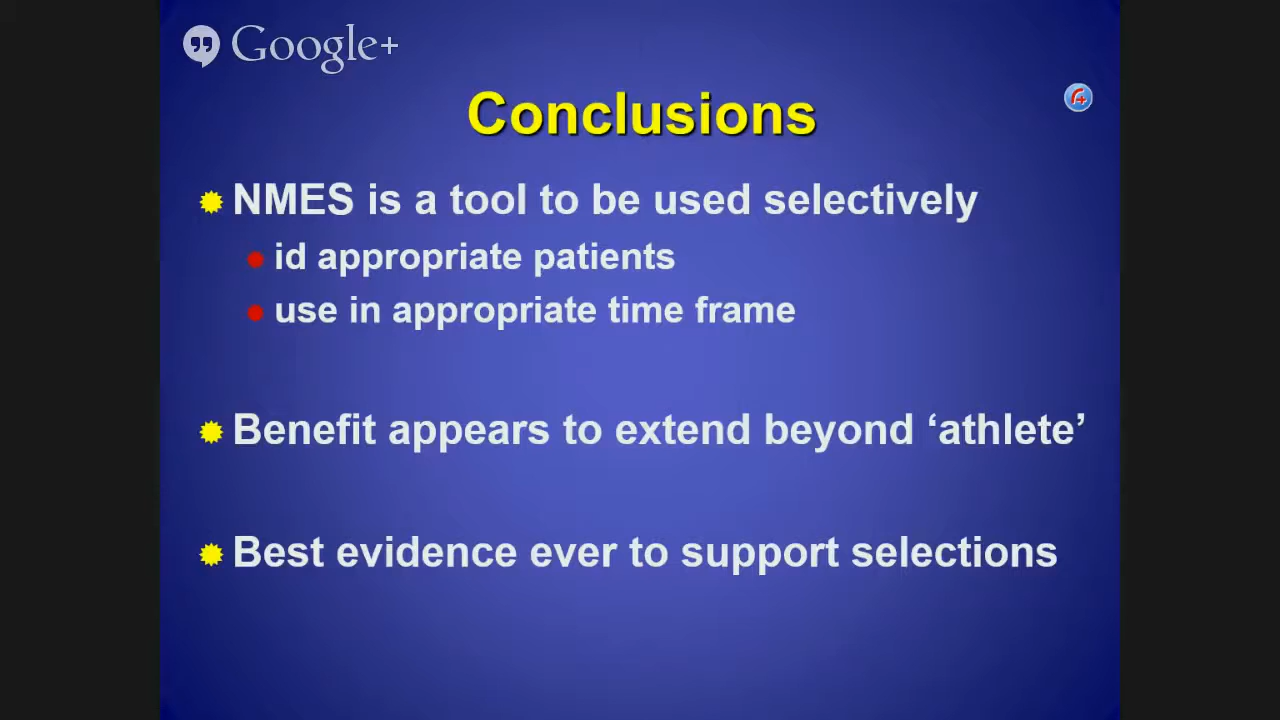 Google+
Conclusions
NMES is a tool to be used selectively
id appropriate patients
use in appropriate time frame
Benefit appears to extend beyond ‘athlete’
Best evidence ever to support selections